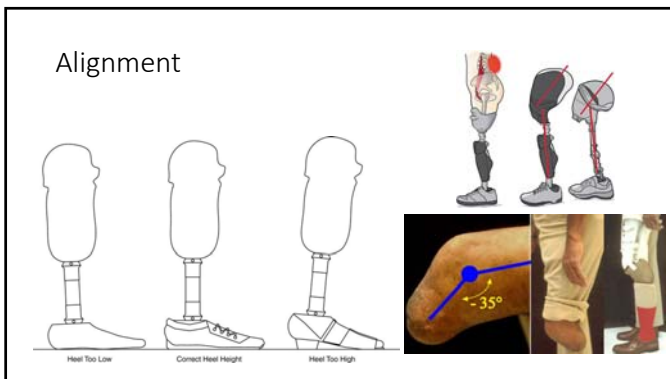 Alignment
- 35°
Heel Too Low
Correct Heel Height
Heel Too High